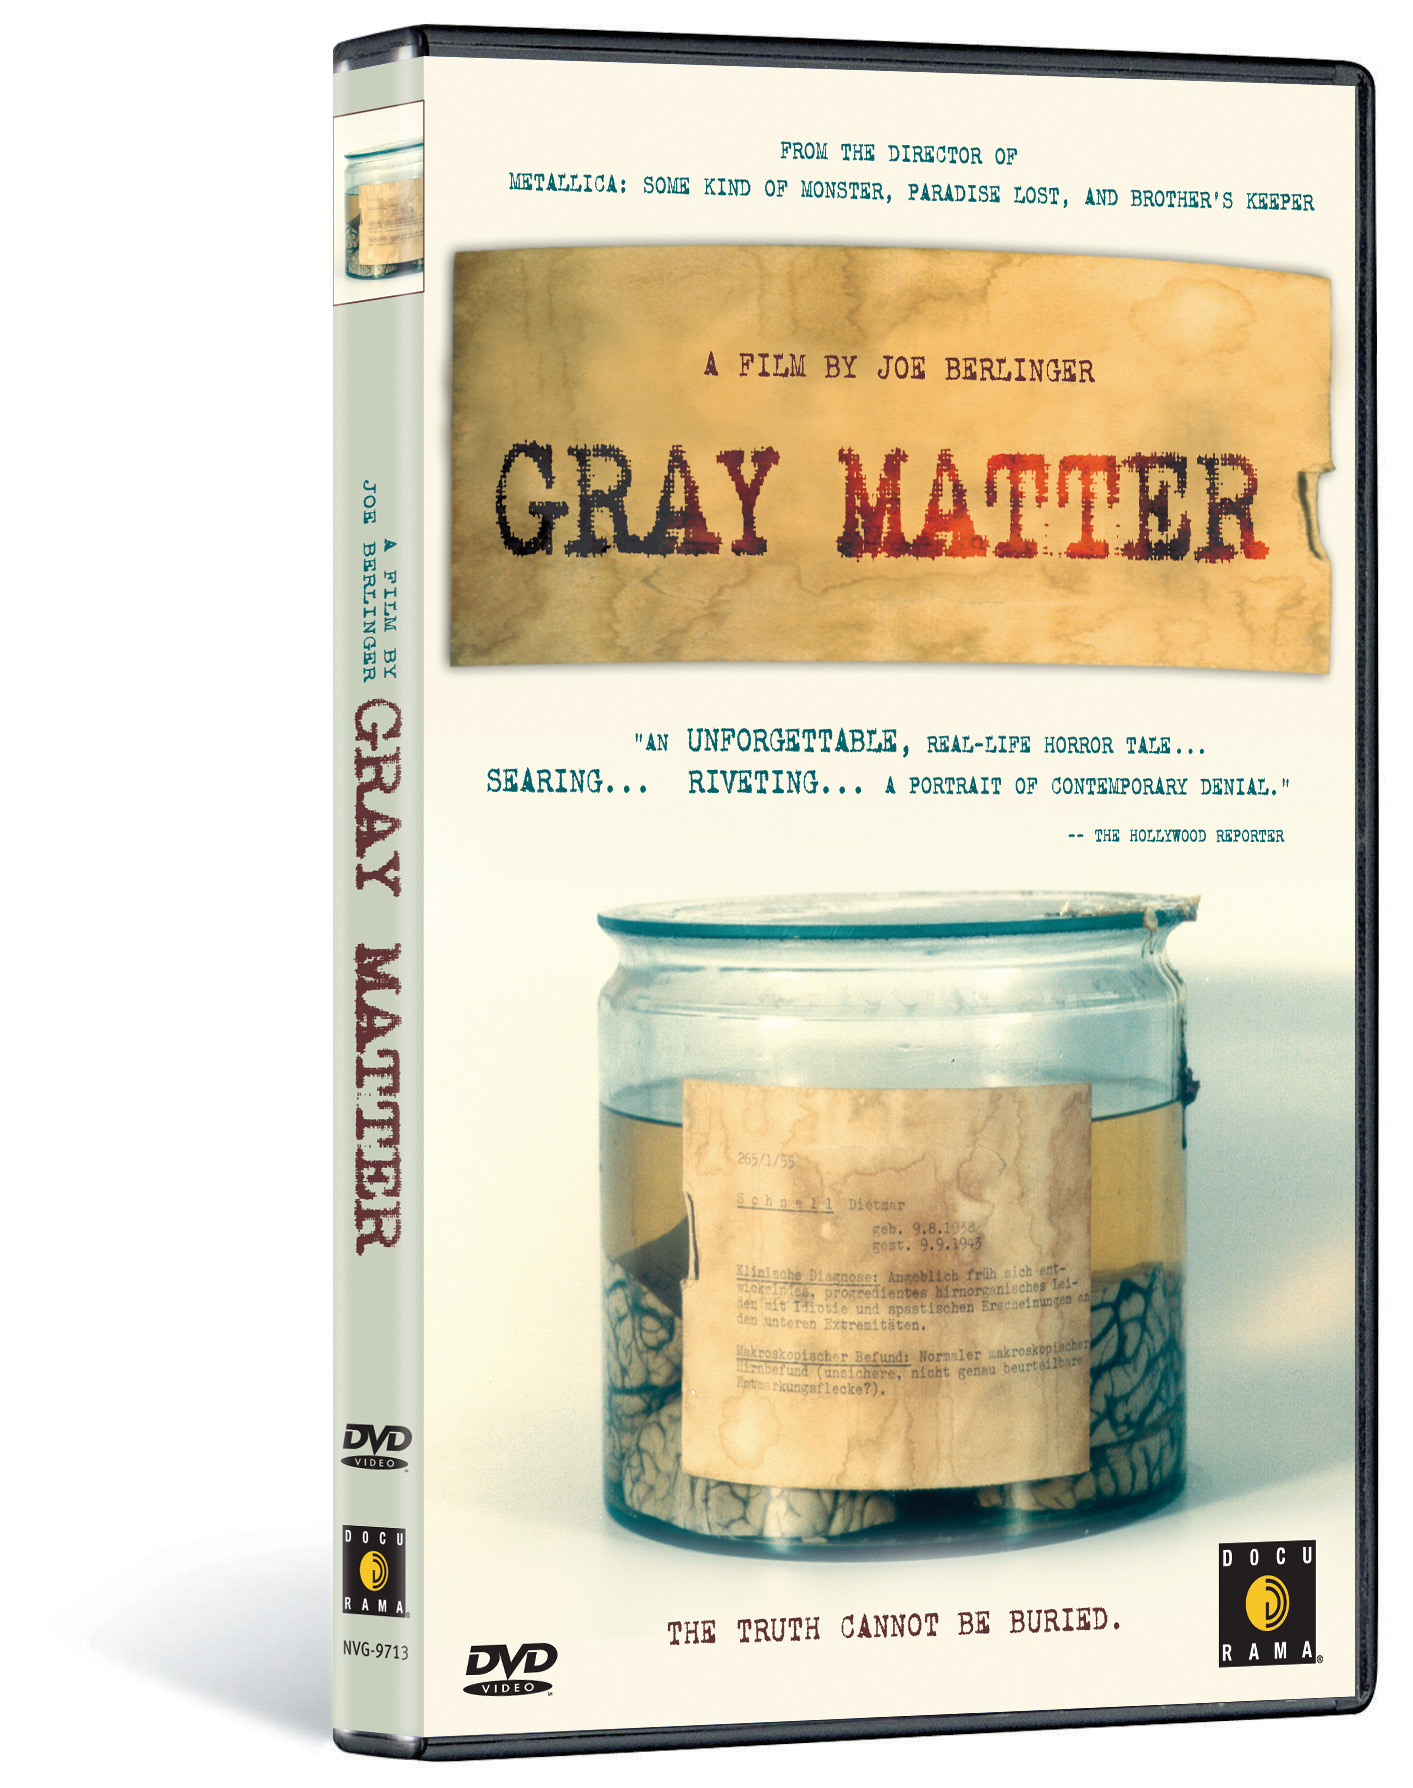 FROM THE DIRECTOR OF
METALLICA: SOME KIND OF MONSTER, PARADISE LOST, AND BROTHER'S KEEPER
A FILM BY JOE BERLINGER
GRAY MATTER
"AN UNFORGETTABLE, REAL-LIFE HORROR TALE...
SEARING... RIVETING... A PORTRAIT OF CONTEMPORARY DENIAL."
-- THE HOLLYWOOD REPORTER
265/1/55
Schnell Dietmar
geb. 9.8.1938
gest. 9.9.1943
Klinische Diagnose: Angeblich früh sich ent-
wickelndes, progredientes hirnorganisches Lei-
den mit Idiotie und spastischen Erscheinungen an
den unteren Extremitäten.
Makroskopischer Befund: Normaler makroskopischer
Hirnbefund (unsichere, nicht genau beurteilbare
Entmarkungsflecke?).
THE TRUTH CANNOT BE BURIED.
DVD
VIDEO
DOCU
RAMA®
A FILM BY
JOE BERLINGER
GRAY MATTER
DVD
VIDEO
DOCU
RAMA®
NVG-9713